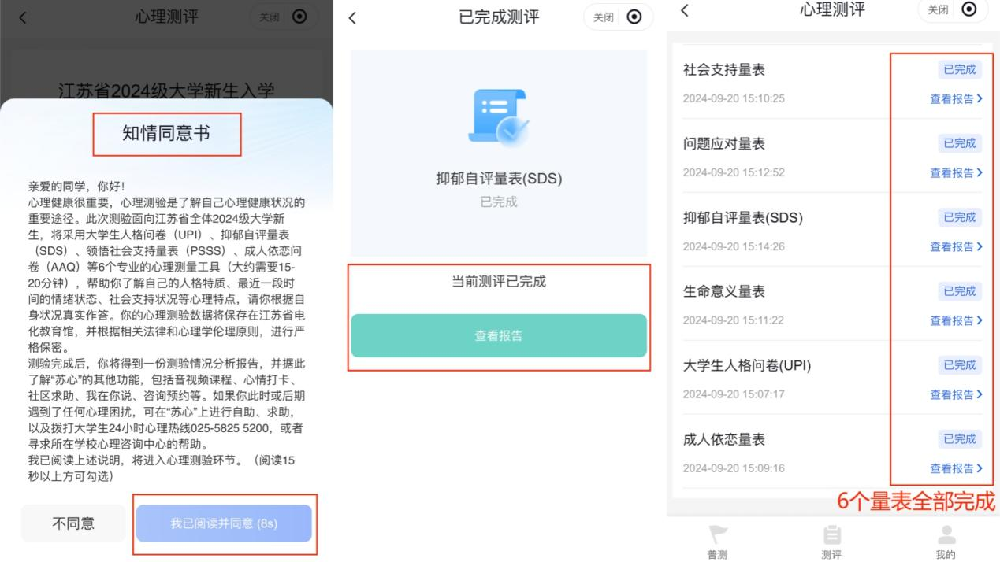 心理测评
关闭
江苏省2024级大学新生入学
知情同意书
亲爱的同学，你好！
心理健康很重要，心理测验是了解自己心理健康状况的
重要途径。此次测验面向江苏省全体2024级大学新
生，将采用大学生人格问卷（UPI）、抑郁自评量表
（SDS）、领悟社会支持量表（PSSS）、成人依恋问
卷（AAQ）等6个专业的心理测量工具（大约需要15-
20分钟），帮助你了解自己的人格特质、最近一段时
间的情绪状态、社会支持状况等心理特点，请你根据自
身状况真实作答。你的心理测验数据将保存在江苏省电
化教育馆，并根据相关法律和心理学伦理原则，进行严
格保密。
测验完成后，你将得到一份测验情况分析报告，并据此
了解“苏心”的其他功能，包括音视频课程、心情打卡、
社区求助、我在你说、咨询预约等。如果你此时或后期
遇到了任何心理困扰，可在“苏心”上进行自助、求助，
以及拨打大学生24小时心理热线025-5825 5200，或者
寻求所在学校心理咨询中心的帮助。
我已阅读上述说明，将进入心理测验环节。（阅读15
秒以上方可勾选）
不同意
我已阅读并同意 (8s)
已完成测评
关闭
抑郁自评量表(SDS)
已完成
当前测评已完成
查看报告
心理测评
关闭
社会支持量表
已完成
2024-09-20 15:10:25
查看报告
问题应对量表
已完成
2024-09-20 15:12:52
查看报告
抑郁自评量表(SDS)
已完成
2024-09-20 15:14:26
查看报告
生命意义量表
已完成
2024-09-20 15:11:22
查看报告
大学生人格问卷(UPI)
已完成
2024-09-20 15:07:17
查看报告
成人依恋量表
已完成
2024-09-20 15:09:16
查看报告
6个量表全部完成
普测
测评
我的